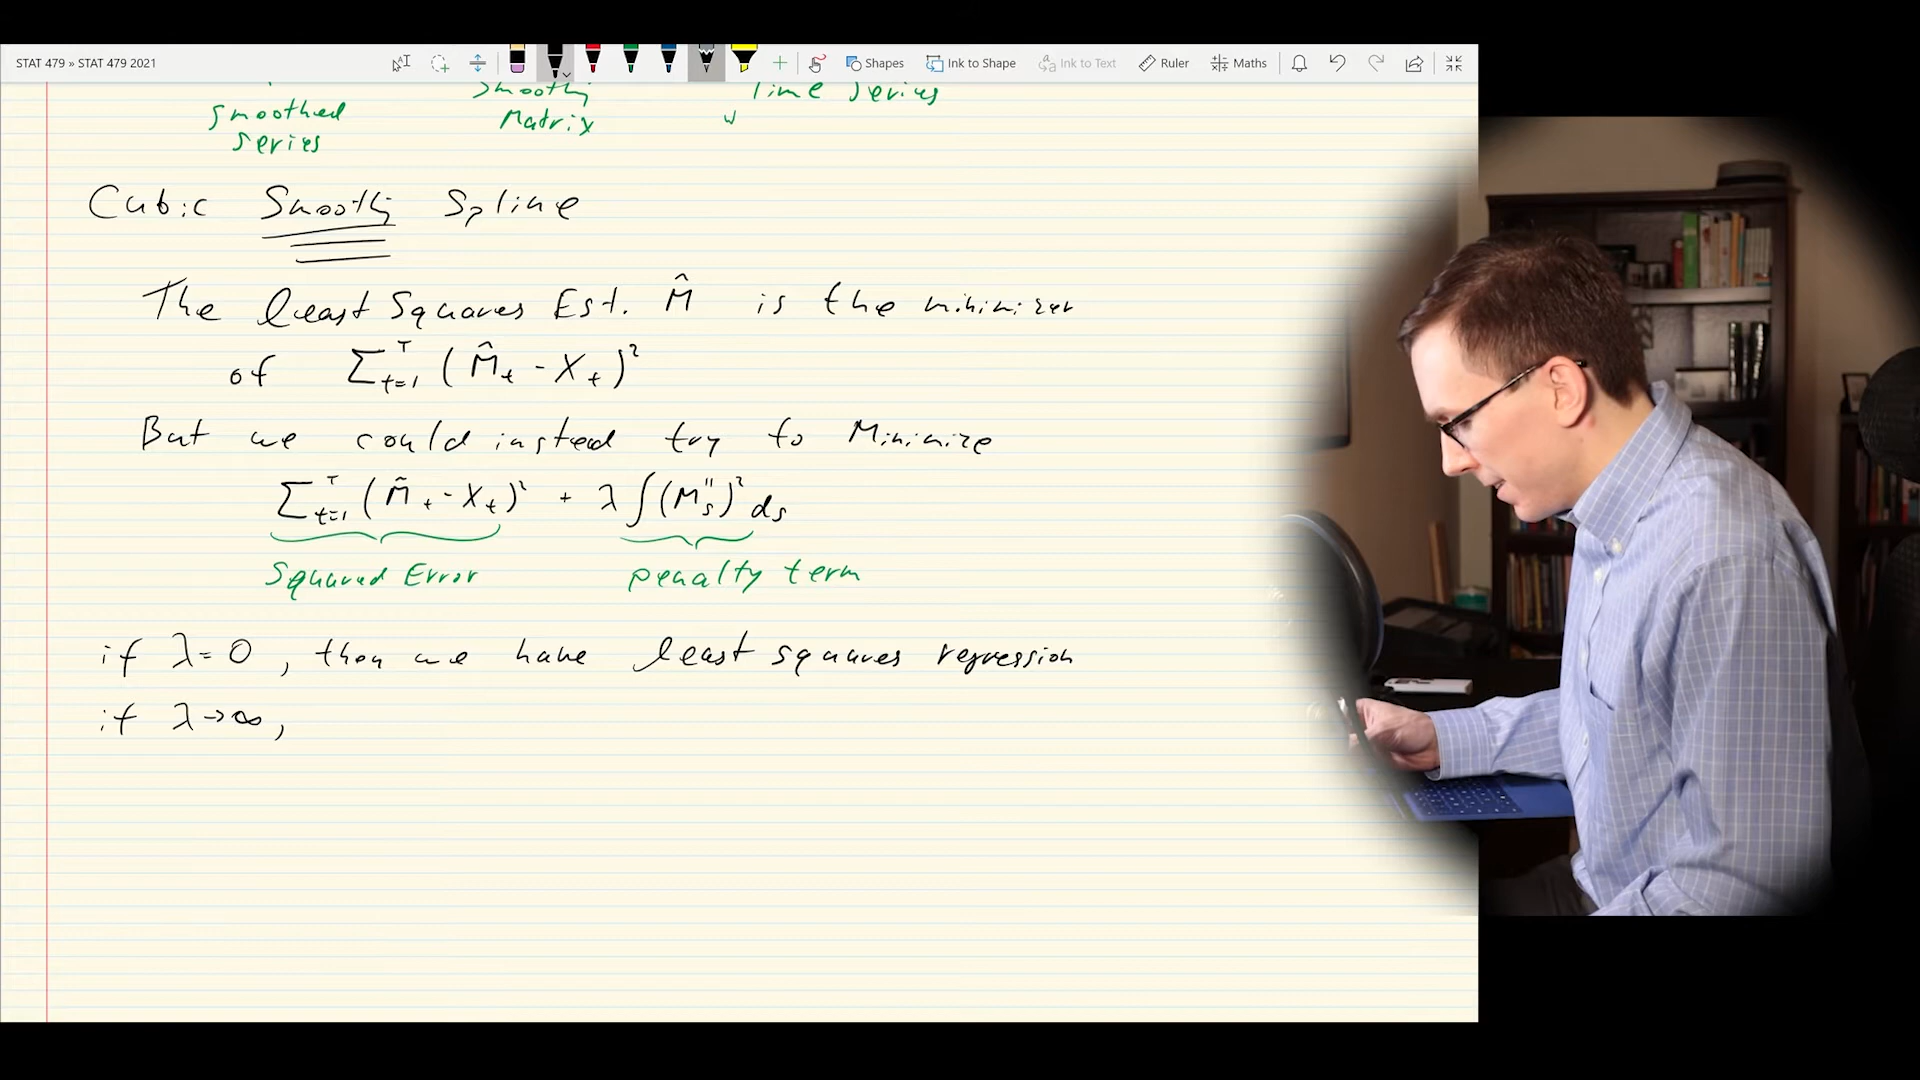 STAT 479 » STAT 479 2021
Shapes Ink to Shape Ink to Text Ruler Maths
Smoothed Smoothing Time Series
Series Matrix
Cubic Smooth Spline
The least Squares Est. M̂ is the minimizer
of Σ_{t=1}^T (M̂_t - X_t)²
But we could instead try to Minimize
Σ_{t=1}^T (M̃_t - X_t)² + λ ∫(M_s'')² ds
Squared Error penalty term
if λ = 0, then we have least squares regression
if λ → ∞,